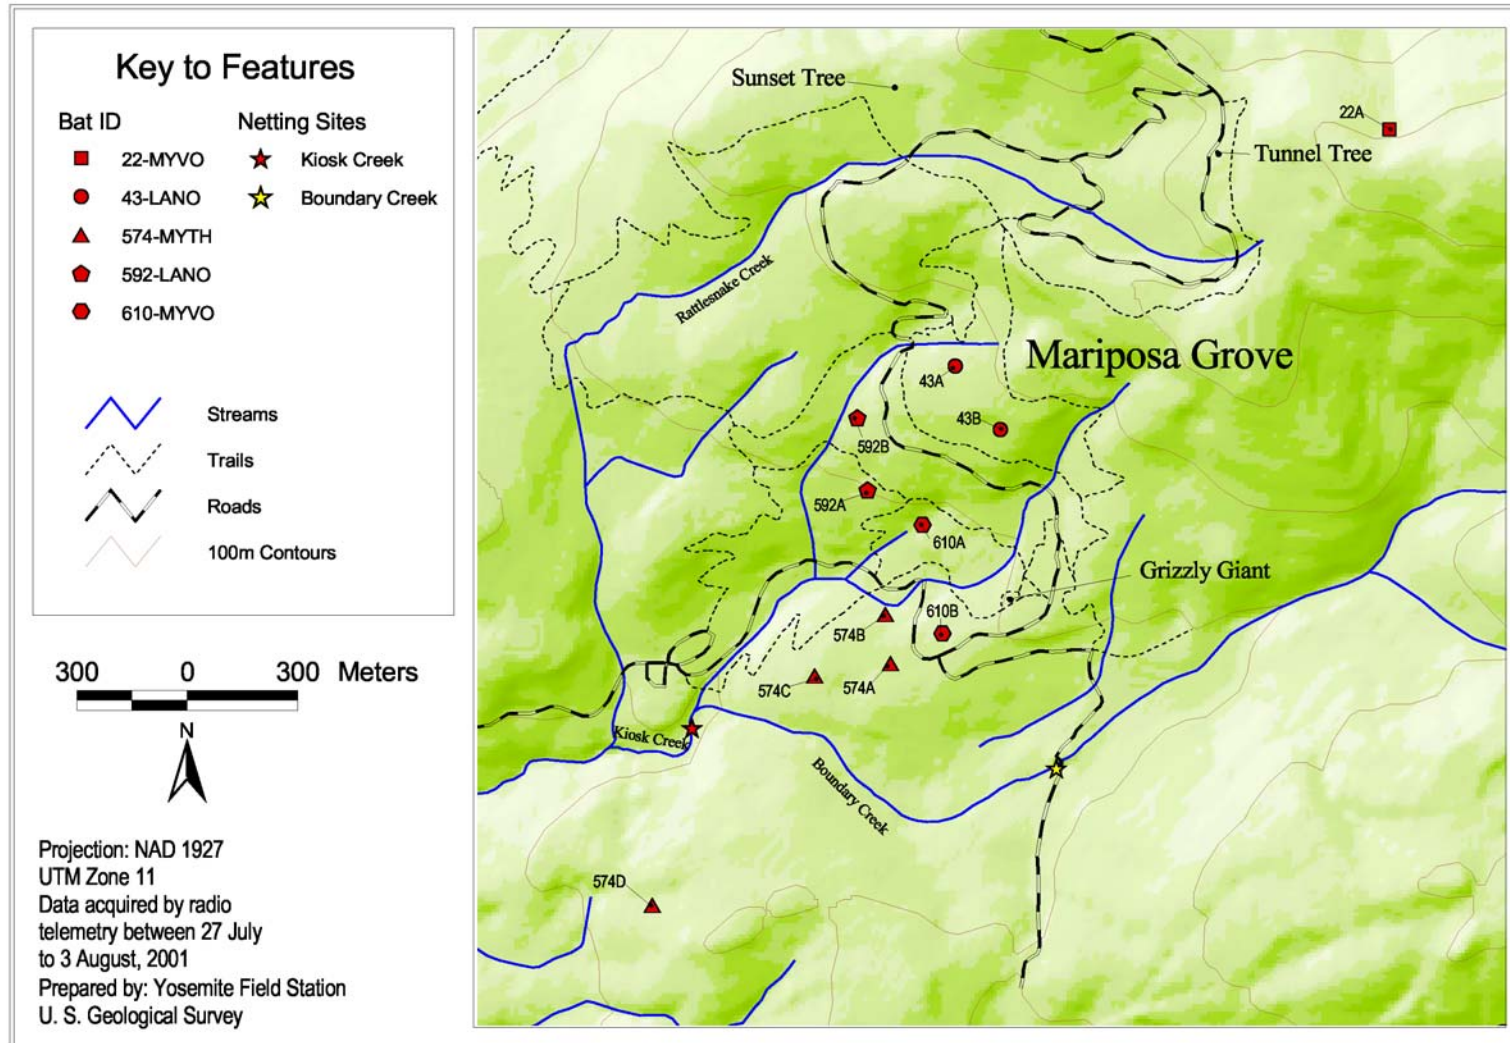 Key to Features
Bat ID
Netting Sites
22-MYVO
Kiosk Creek
43-LANO
Boundary Creek
574-MYTH
592-LANO
610-MYVO
Streams
Trails
Roads
100m Contours
300 0 300 Meters
N
Projection: NAD 1927
UTM Zone 11
Data acquired by radio
telemetry between 27 July
to 3 August, 2001
Prepared by: Yosemite Field Station
U. S. Geological Survey
Sunset Tree
22A
Tunnel Tree
Rattlesnake Creek
Mariposa Grove
43A
43B
592B
592A
610A
Grizzly Giant
610B
574B
574C
574A
Kiosk Creek
Boundary Creek
574D